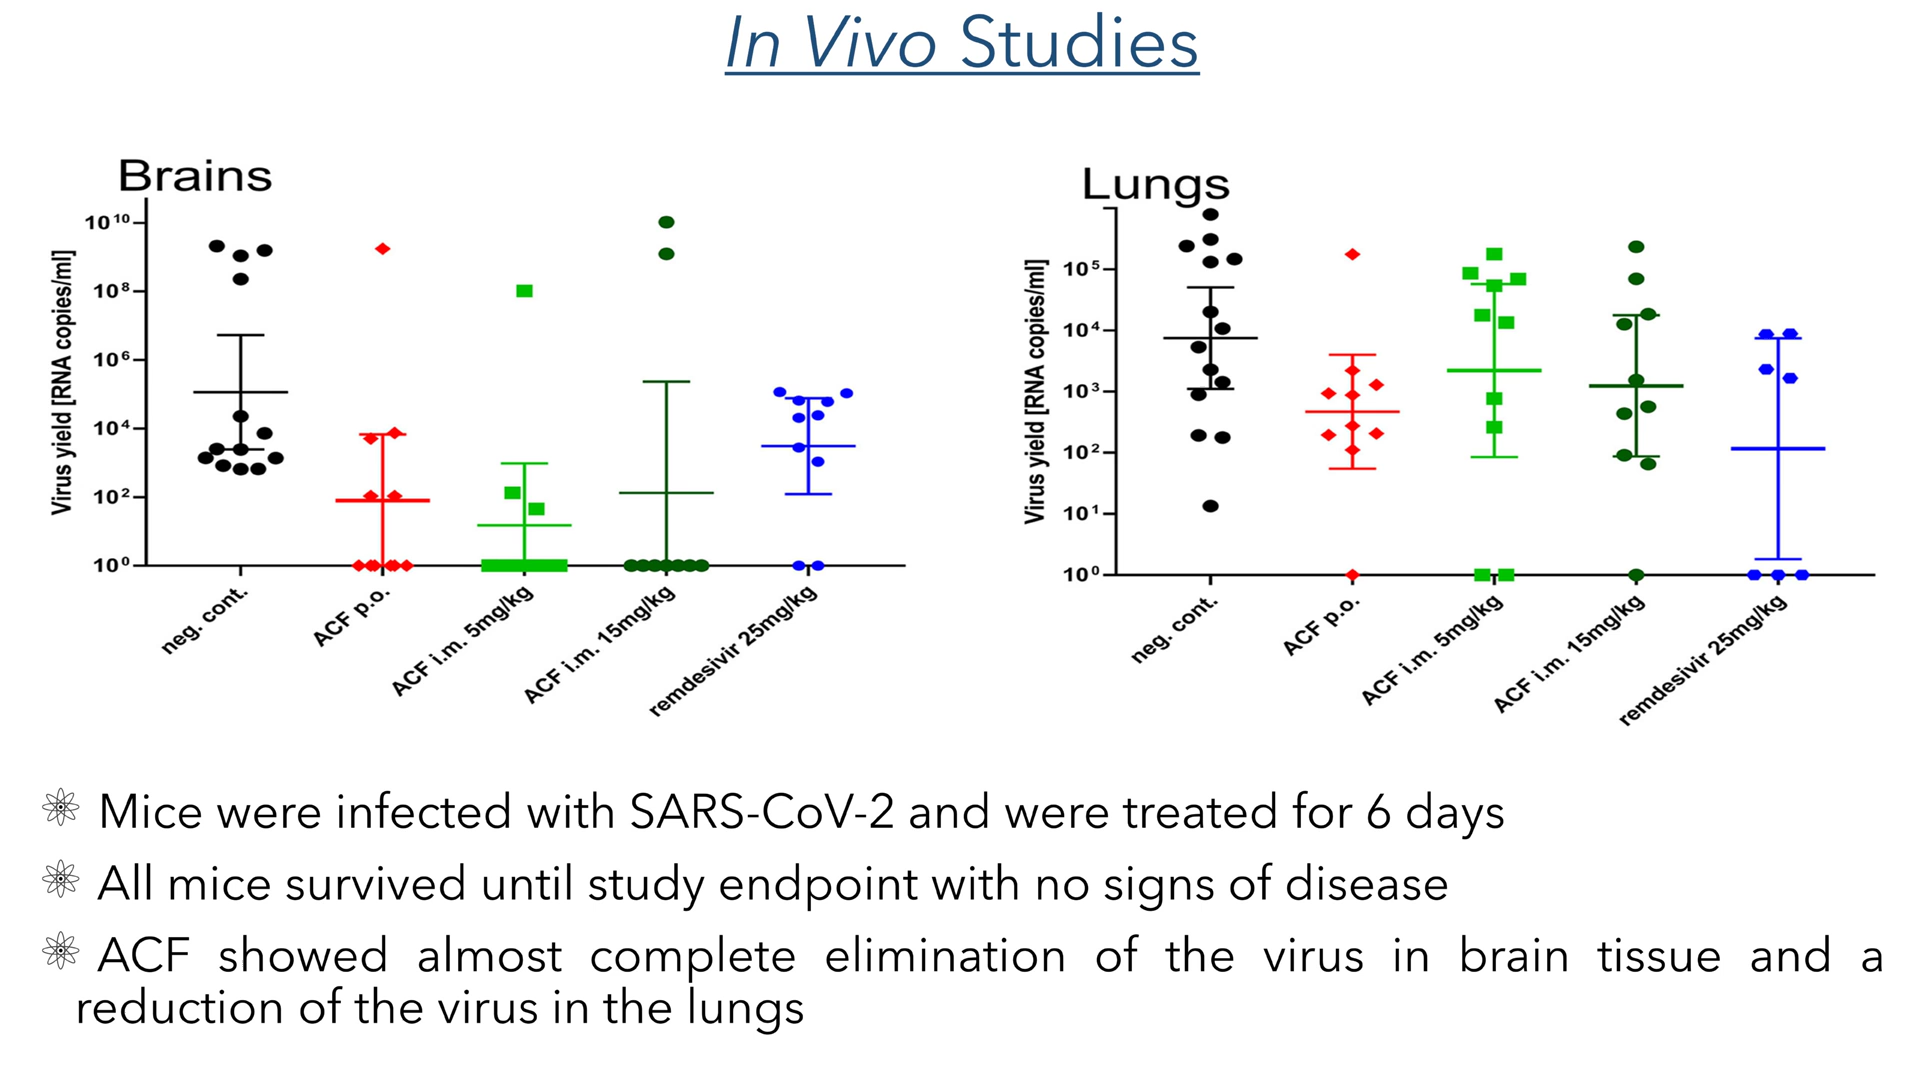 In Vivo Studies
Brains
Virus yield [RNA copies/ml]
10¹⁰
10⁸
10⁶
10⁴
10²
10⁰
neg. cont.
ACF p.o.
ACF i.m. 5mg/kg
ACF i.m. 15mg/kg
remdesivir 25mg/kg
Lungs
Virus yield [RNA copies/ml]
10⁵
10⁴
10³
10²
10¹
10⁰
neg. cont.
ACF p.o.
ACF i.m. 5mg/kg
ACF i.m. 15mg/kg
remdesivir 25mg/kg
Mice were infected with SARS-CoV-2 and were treated for 6 days
All mice survived until study endpoint with no signs of disease
ACF showed almost complete elimination of the virus in brain tissue and a
reduction of the virus in the lungs